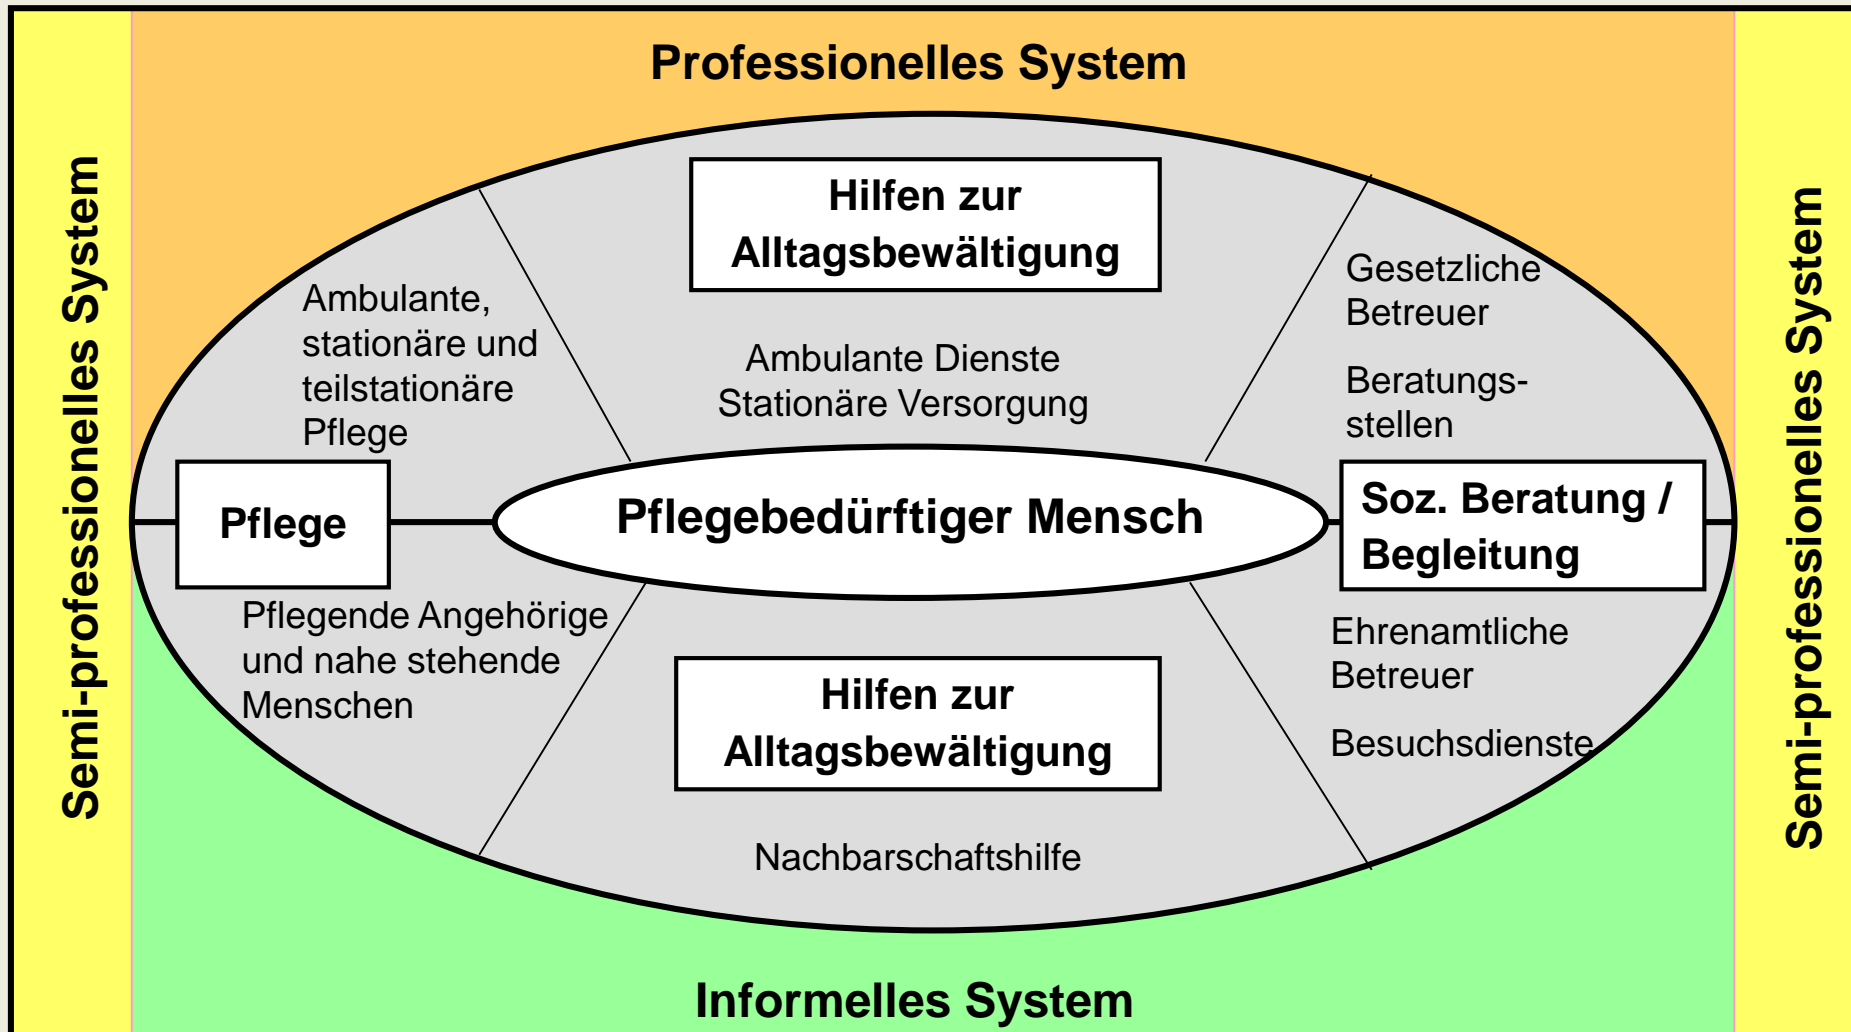 Professionelles System
Semi-professionelles System
Hilfen zur
Alltagsbewältigung
Ambulante,
stationäre und
teilstationäre
Pflege
Ambulante Dienste
Stationäre Versorgung
Gesetzliche
Betreuer
Beratungs-
stellen
Pflege
Pflegebedürftiger Mensch
Soz. Beratung /
Begleitung
Pflegende Angehörige
und nahe stehende
Menschen
Hilfen zur
Alltagsbewältigung
Nachbarschaftshilfe
Ehrenamtliche
Betreuer
Besuchsdienste
Semi-professionelles System
Informelles System